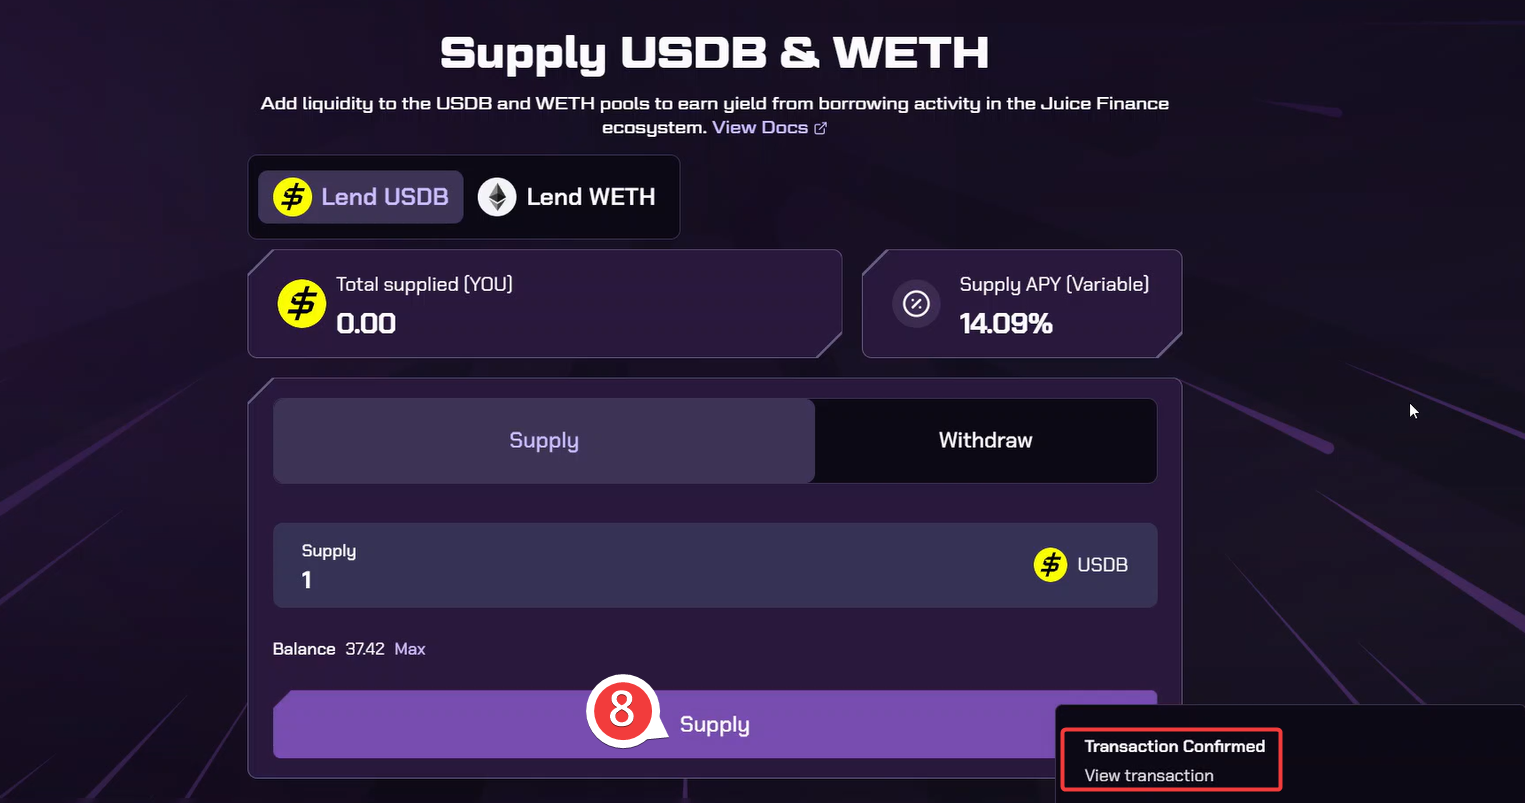 Supply USDB & WETH
Add liquidity to the USDB and WETH pools to earn yield from borrowing activity in the Juice Finance
ecosystem. View Docs
Lend USDB
Lend WETH
Total supplied (YOU)
0.00
Supply APY (Variable)
14.09%
Supply
Withdraw
Supply
1
USDB
Balance 37.42 Max
8
Supply
Transaction Confirmed
View transaction